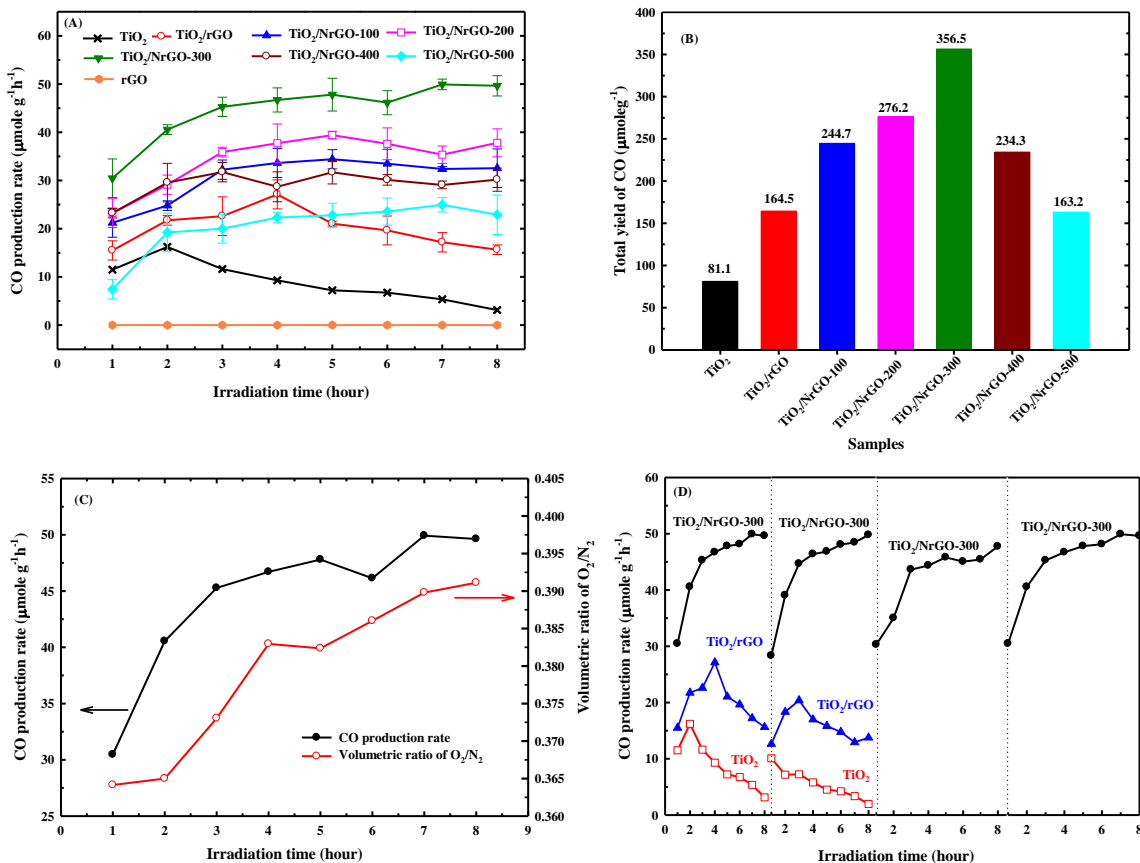 (A)
TiO2
TiO2/rGO
TiO2/NrGO-100
TiO2/NrGO-200
TiO2/NrGO-300
TiO2/NrGO-400
TiO2/NrGO-500
rGO
CO production rate (µmole g-1h-1)
60
50
40
30
20
10
0
0 1 2 3 4 5 6 7 8
Irradiation time (hour)
(B)
Total yield of CO (µmoleg-1)
400
350
300
250
200
150
100
50
0
81.1
164.5
244.7
276.2
356.5
234.3
163.2
TiO2
TiO2/rGO
TiO2/NrGO-100
TiO2/NrGO-200
TiO2/NrGO-300
TiO2/NrGO-400
TiO2/NrGO-500
Samples
(C)
CO production rate (µmole g-1h-1)
55
50
45
40
35
30
25
0.405
0.400
0.395
0.390
0.385
0.380
0.375
0.370
0.365
0.360
Volumetric ratio of O2/N2
CO production rate
Volumetric ratio of O2/N2
0 1 2 3 4 5 6 7 8 9
Irradiation time (hour)
(D)
CO production rate (µmole g-1h-1)
60
50
40
30
20
10
0
TiO2/NrGO-300
TiO2/NrGO-300
TiO2/NrGO-300
TiO2/NrGO-300
TiO2/rGO
TiO2/rGO
TiO2
TiO2
0 2 4 6 8 2 4 6 8 2 4 6 8 2 4 6 8
Irradiation time (hour)